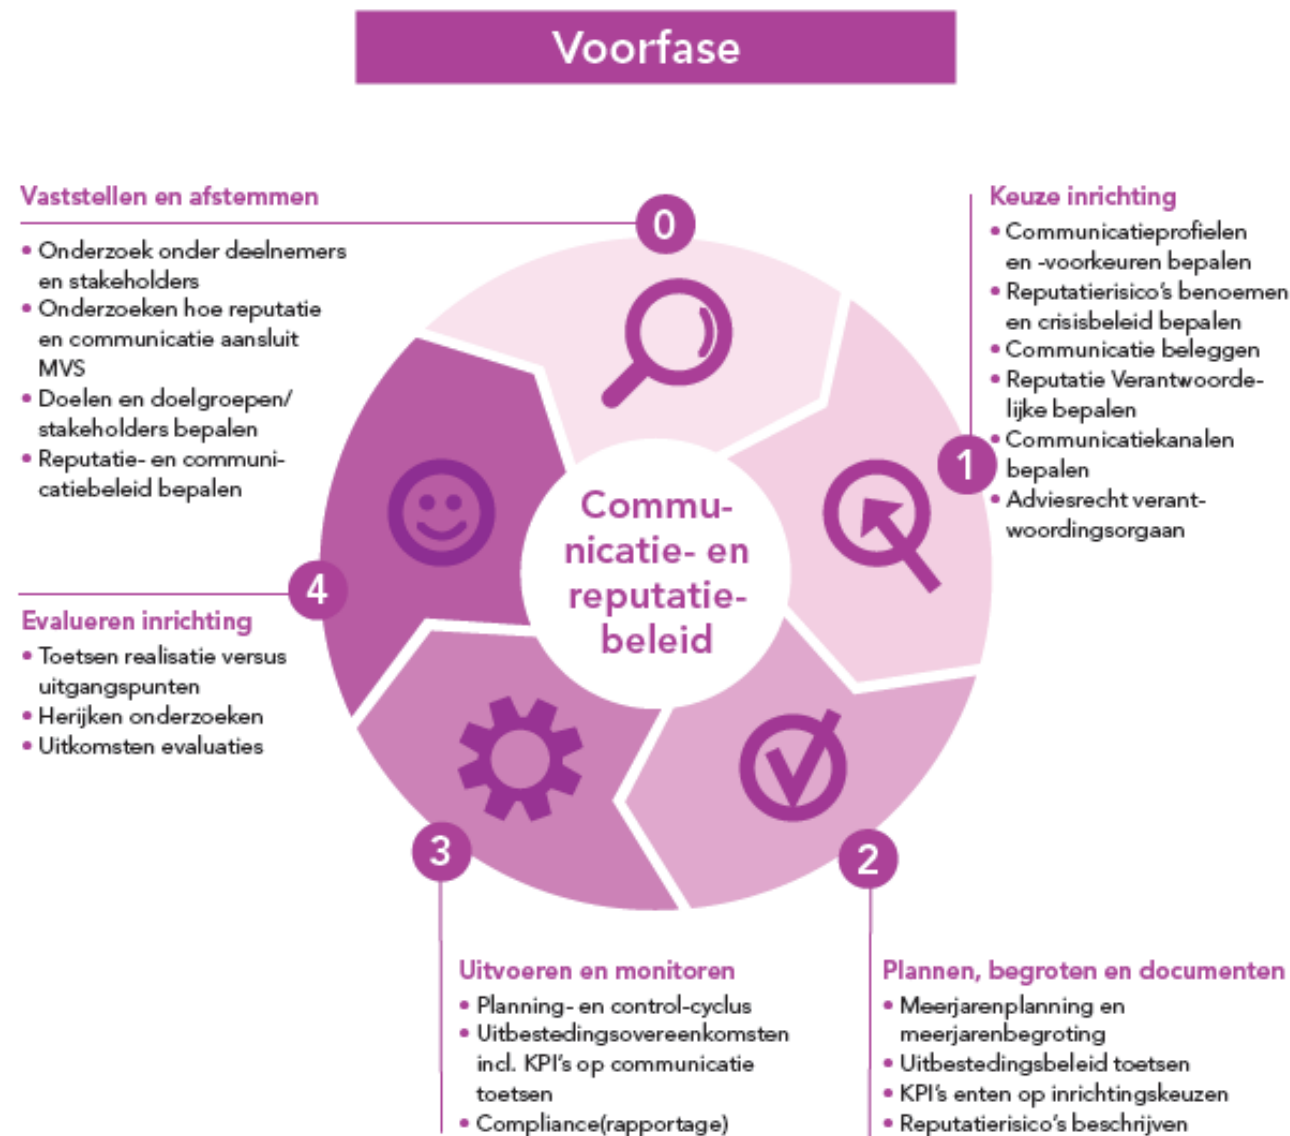 Voorfase
Vaststellen en afstemmen
• Onderzoek onder deelnemers
en stakeholders
• Onderzoeken hoe reputatie
en communicatie aansluit
MVS
• Doelen en doelgroepen/
stakeholders bepalen
• Reputatie- en communi-
catiebeleid bepalen
0
Keuze inrichting
• Communicatieprofielen
en -voorkeuren bepalen
• Reputatierisico's benoemen
en crisisbeleid bepalen
• Communicatie beleggen
• Reputatie Verantwoorde-
lijke bepalen
• Communicatiekanalen
bepalen
• Adviesrecht verant-
woordingsorgaan
1
Commu-
nicatie- en
reputatie-
beleid
4
Evalueren inrichting
• Toetsen realisatie versus
uitgangspunten
• Herijken onderzoeken
• Uitkomsten evaluaties
3
Uitvoeren en monitoren
• Planning- en control-cyclus
• Uitbestedingsovereenkomsten
incl. KPI's op communicatie
toetsen
• Compliance(rapportage)
2
Plannen, begroten en documenten
• Meerjarenplanning en
meerjarenbegroting
• Uitbestedingsbeleid toetsen
• KPI's enten op inrichtingskeuzen
• Reputatierisico's beschrijven